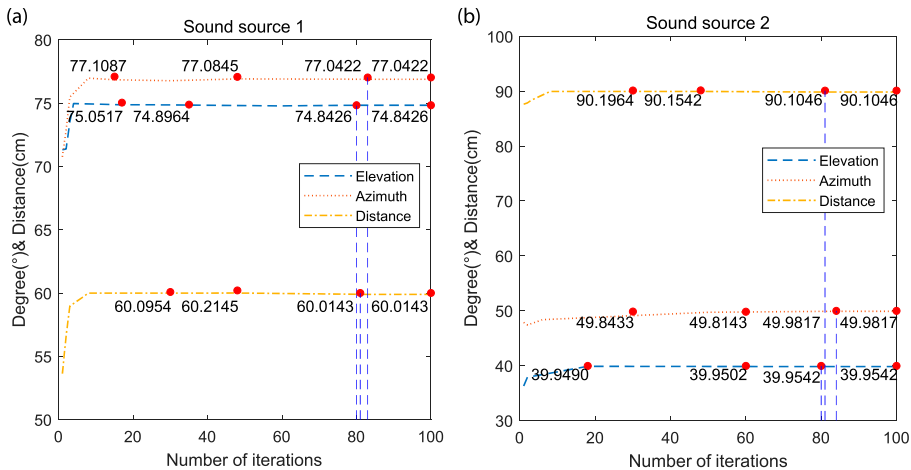 (a)
Sound source 1
80
75
70
65
60
55
50
Degree(°)& Distance(cm)
77.1087 77.0845 77.0422 77.0422
75.0517 74.8964 74.8426 74.8426
Elevation
Azimuth
Distance
60.0954 60.2145 60.0143 60.0143
0 20 40 60 80 100
Number of iterations
(b)
Sound source 2
100
90
80
70
60
50
40
30
Degree(°)& Distance(cm)
90.1964 90.1542 90.1046 90.1046
Elevation
Azimuth
Distance
49.8433 49.8143 49.9817 49.9817
39.9490 39.9502 39.9542 39.9542
0 20 40 60 80 100
Number of iterations